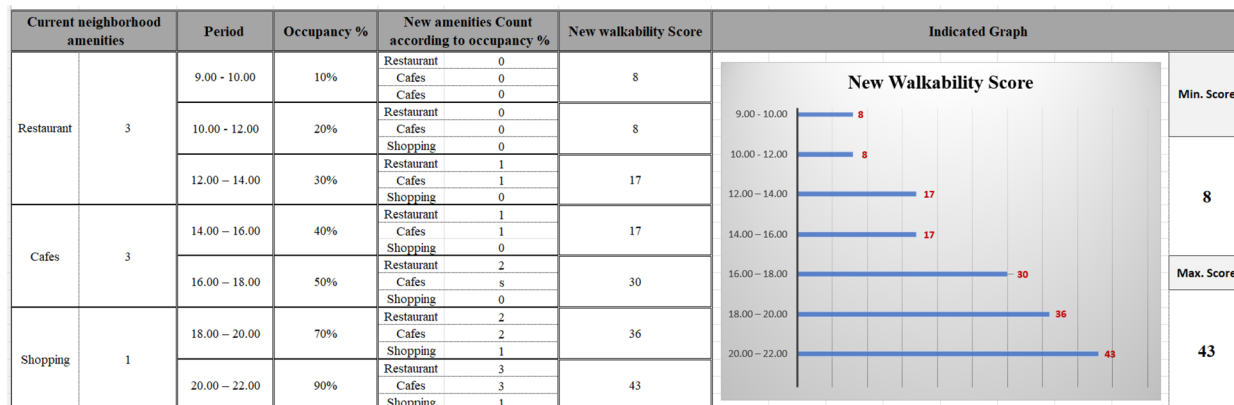 Current neighborhood amenities Period Occupancy % New amenities Count according to occupancy % New walkability Score Indicated Graph
Restaurant 3
Cafes 3
Shopping 1
9.00 - 10.00 10% Restaurant 0 8
Cafes 0
Cafes 0
10.00 - 12.00 20% Restaurant 0 8
Cafes 0
Shopping 0
12.00 – 14.00 30% Restaurant 1 17
Cafes 1
Shopping 0
14.00 – 16.00 40% Restaurant 1 17
Cafes 1
Shopping 0
16.00 – 18.00 50% Restaurant 2 30
Cafes s
Shopping 0
18.00 – 20.00 70% Restaurant 2 36
Cafes 2
Shopping 1
20.00 – 22.00 90% Restaurant 3 43
Cafes 3
Shopping 1
New Walkability Score
9.00 - 10.00 8
10.00 - 12.00 8
12.00 – 14.00 17
14.00 – 16.00 17
16.00 – 18.00 30
18.00 – 20.00 36
20.00 – 22.00 43
Min. Score
8
Max. Score
43